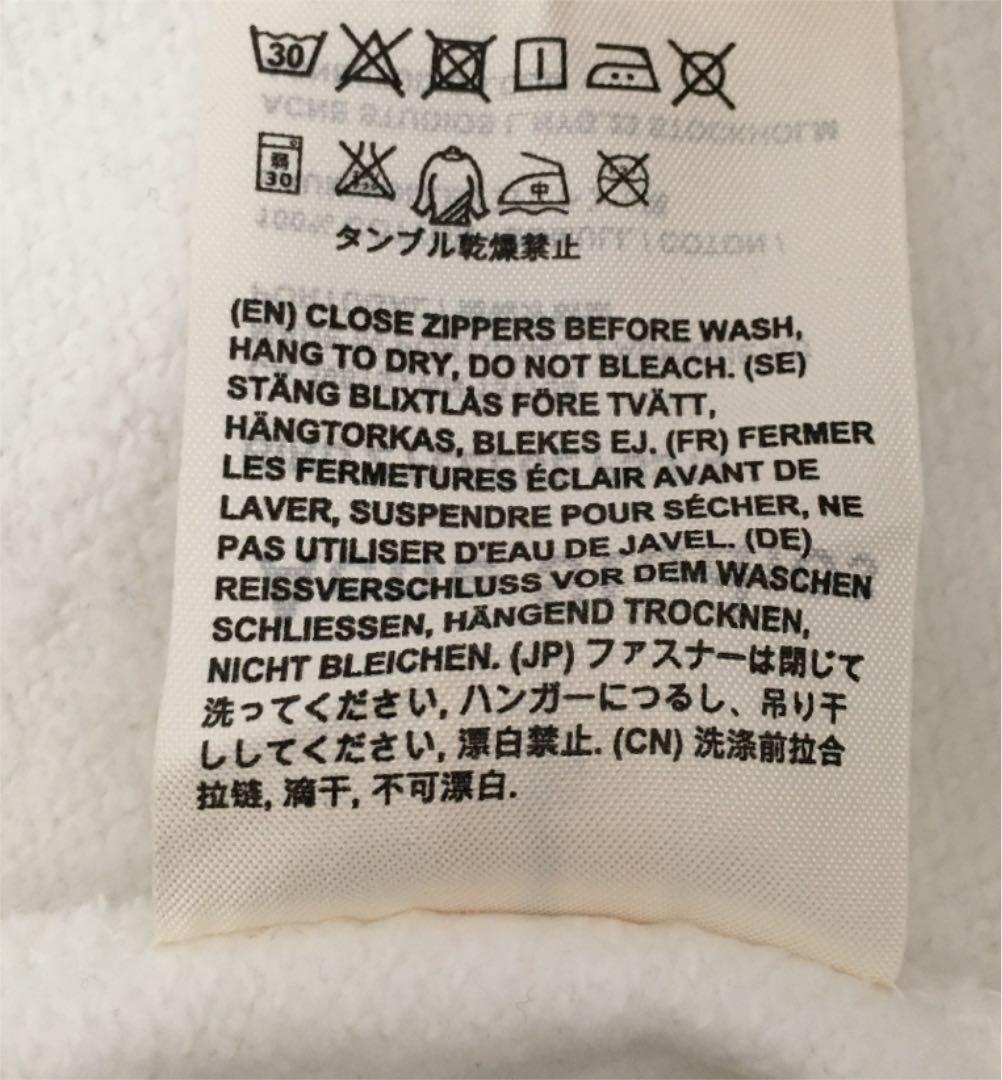 30
弱
30
中
タンブル乾燥禁止
(EN) CLOSE ZIPPERS BEFORE WASH,
HANG TO DRY, DO NOT BLEACH. (SE)
STÄNG BLIXTLÅS FÖRE TVÄTT,
HÄNGTORKAS, BLEKES EJ. (FR) FERMER
LES FERMETURES ÉCLAIR AVANT DE
LAVER, SUSPENDRE POUR SÉCHER, NE
PAS UTILISER D'EAU DE JAVEL. (DE)
REISSVERSCHLUSS VOR DEM WASCHEN
SCHLIESSEN, HÄNGEND TROCKNEN,
NICHT BLEICHEN. (JP) ファスナーは閉じて
洗ってください, ハンガーにつるし、吊り干
ししてください, 漂白禁止. (CN) 洗涤前拉合
拉链, 滴干, 不可漂白.